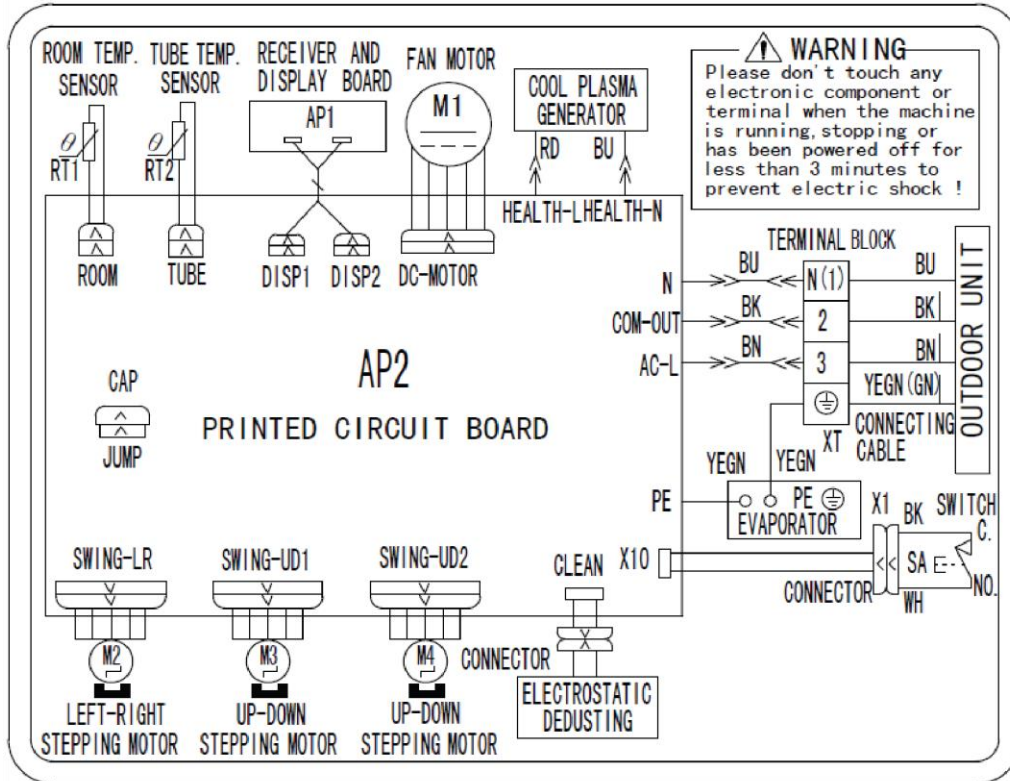 ROOM TEMP.
SENSOR
TUBE TEMP.
SENSOR
RECEIVER AND
DISPLAY BOARD
FAN MOTOR
COOL PLASMA
GENERATOR
WARNING
Please don't touch any
electronic component or
terminal when the machine
is running, stopping or
has been powered off for
less than 3 minutes to
prevent electric shock !
θ
RT1
θ
RT2
AP1
M1
RD
BU
HEALTH-L
HEALTH-N
ROOM
TUBE
DISP1
DISP2
DC-MOTOR
TERMINAL BLOCK
N
BU
N(1)
BU
COM-OUT
BK
2
BK
AC-L
BN
3
BN
YEGN(GN)
XT
CONNECTING
CABLE
OUTDOOR UNIT
AP2
PRINTED CIRCUIT BOARD
CAP
JUMP
PE
YEGN
YEGN
PE
EVAPORATOR
X1
BK
SWITCH
C.
SA
NO.
WH
CONNECTOR
X10
CLEAN
SWING-LR
SWING-UD1
SWING-UD2
M2
M3
M4
CONNECTOR
LEFT-RIGHT
STEPPING MOTOR
UP-DOWN
STEPPING MOTOR
UP-DOWN
STEPPING MOTOR
ELECTROSTATIC
DEDUSTING